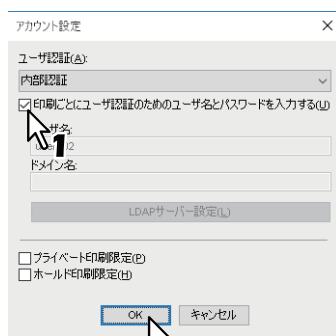 アカウント設定
ユーザ認証(A):
内部認証
印刷ごとにユーザ認証のためのユーザ名とパスワードを入力する(U)
ザ名:
1
ドメイン名:
LDAPサーバー設定(L)
プライベート印刷限定(P)
ホールド印刷限定(H)
OK
キャンセル